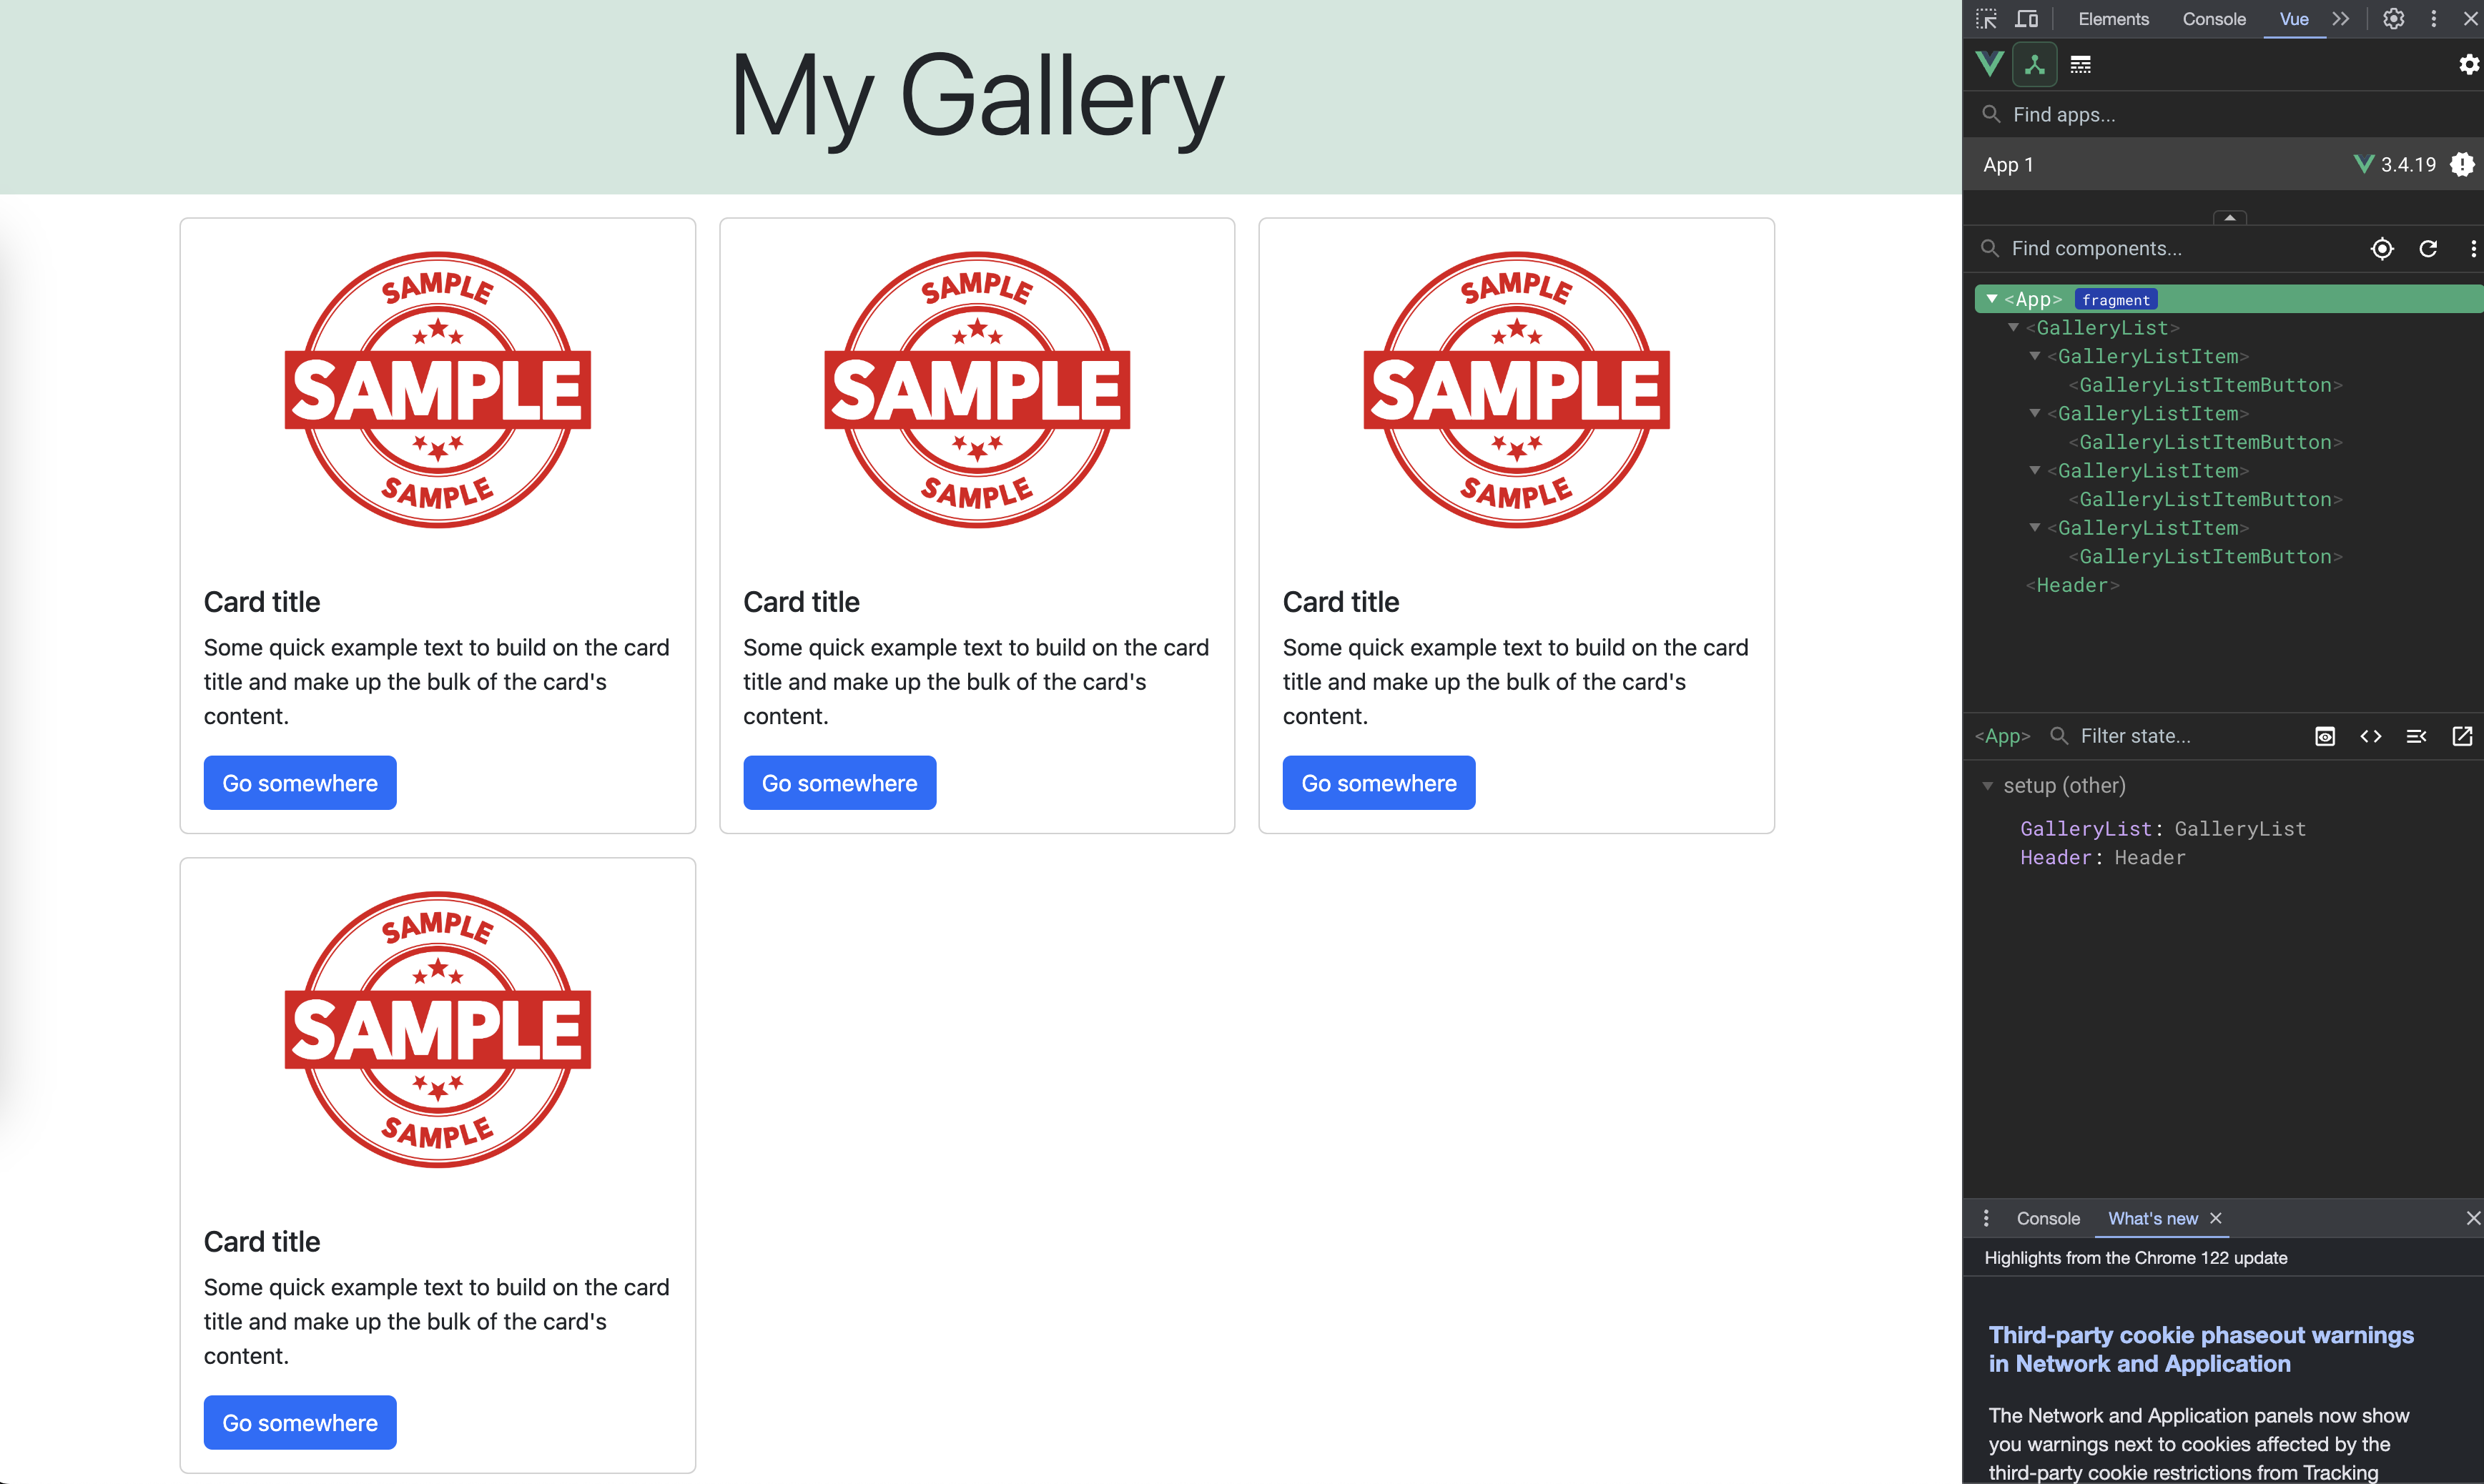 My Gallery
SAMPLE
SAMPLE
SAMPLE
Card title
Some quick example text to build on the card
title and make up the bulk of the card's
content.
Go somewhere
SAMPLE
SAMPLE
SAMPLE
Card title
Some quick example text to build on the card
title and make up the bulk of the card's
content.
Go somewhere
SAMPLE
SAMPLE
SAMPLE
Card title
Some quick example text to build on the card
title and make up the bulk of the card's
content.
Go somewhere
SAMPLE
SAMPLE
SAMPLE
Card title
Some quick example text to build on the card
title and make up the bulk of the card's
content.
Go somewhere
Elements Console Vue
Find apps...
App 1 3.4.19
Find components...
<App> fragment
<GalleryList>
<GalleryListItem>
<GalleryListItemButton>
<GalleryListItem>
<GalleryListItemButton>
<GalleryListItem>
<GalleryListItemButton>
<GalleryListItem>
<GalleryListItemButton>
<Header>
<App> Filter state...
setup (other)
GalleryList: GalleryList
Header: Header
Console What's new
Highlights from the Chrome 122 update
Third-party cookie phaseout warnings
in Network and Application
The Network and Application panels now show
you warnings next to cookies affected by the
third-party cookie restrictions from Tracking